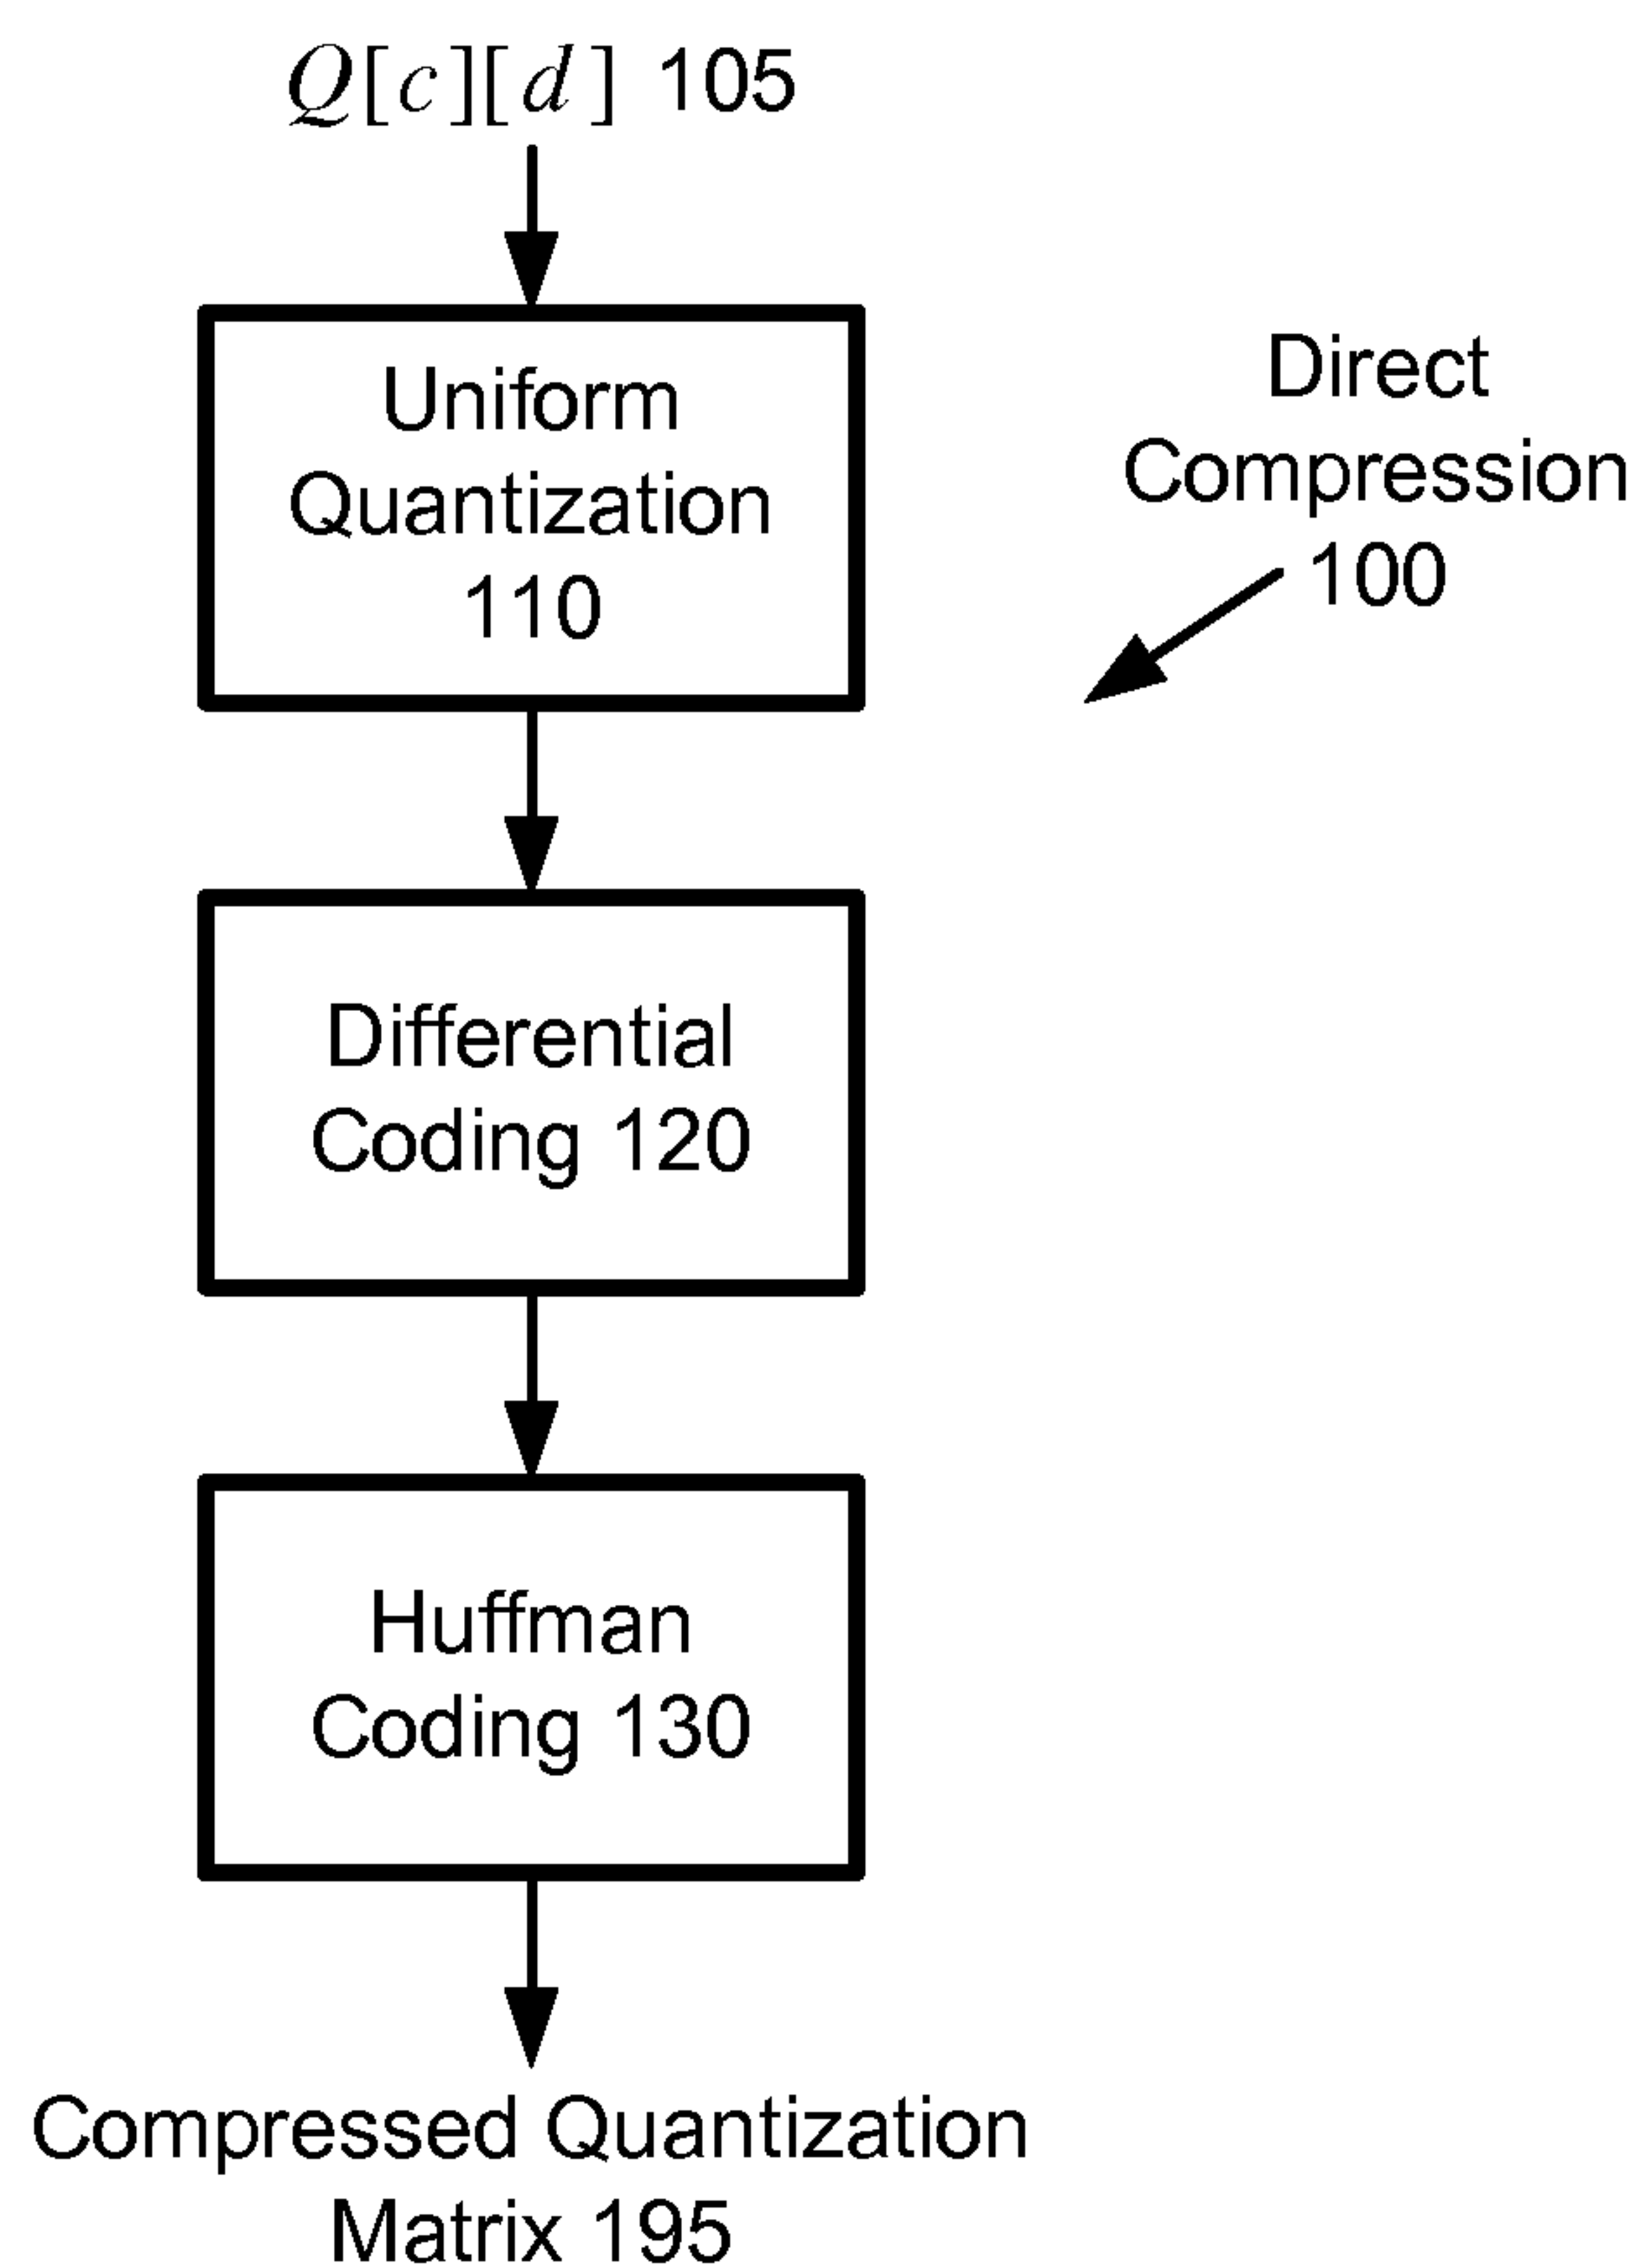 Q[c][d] 105
Uniform
Quantization
110
Direct
Compression
100
Differential
Coding 120
Huffman
Coding 130
Compressed Quantization
Matrix 195